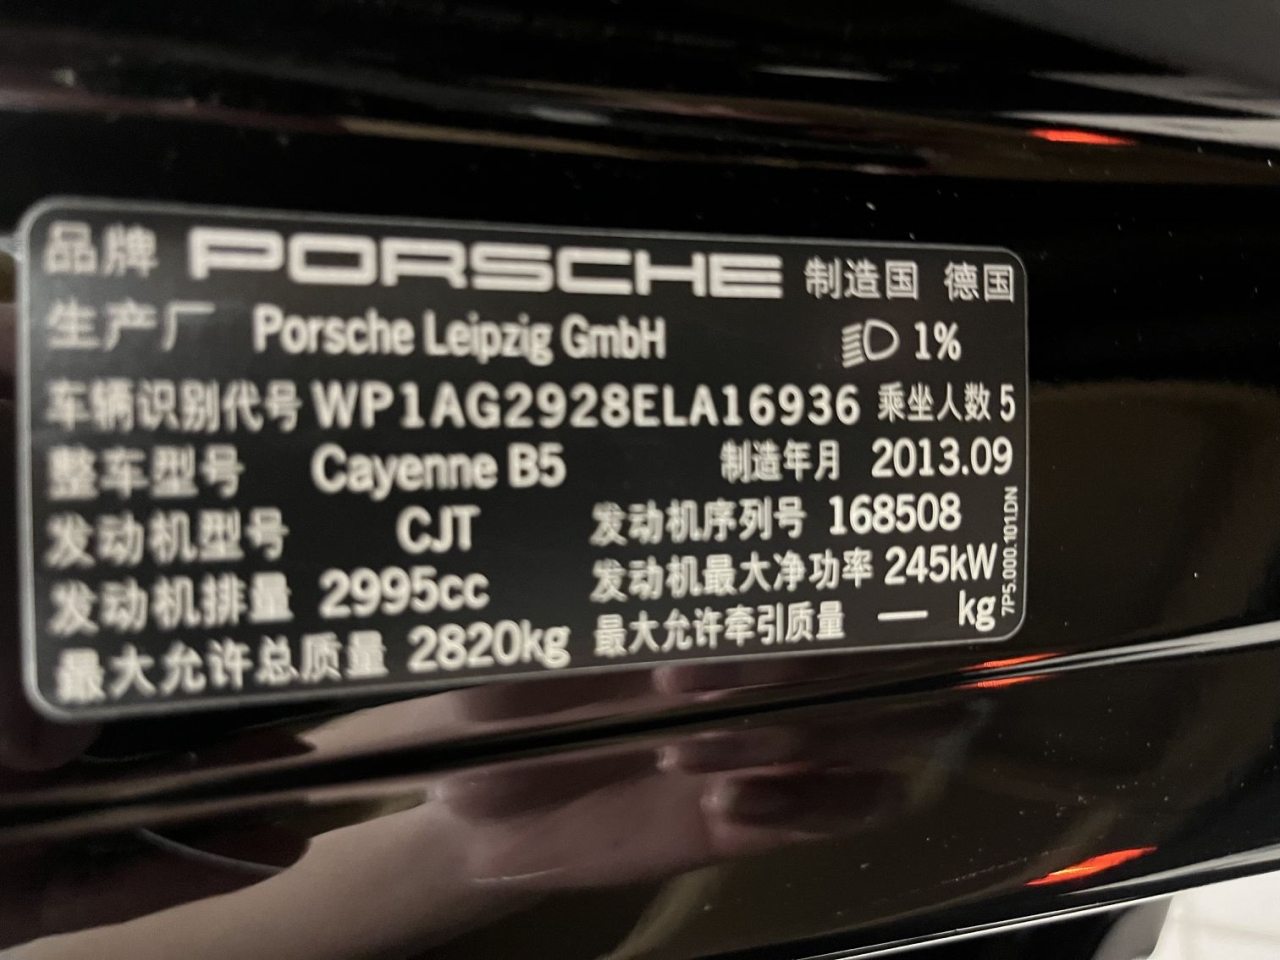 品牌 PORSCHE 制造国 德国
生产厂 Porsche Leipzig GmbH 1%
车辆识别代号 WP1AG2928ELA16936 乘坐人数 5
整车型号 Cayenne B5 制造年月 2013.09
发动机型号 CJT 发动机序列号 168508
发动机排量 2995cc 发动机最大净功率 245kW
最大允许总质量 2820kg 最大允许牵引质量 — kg
7P5.000.101.DN